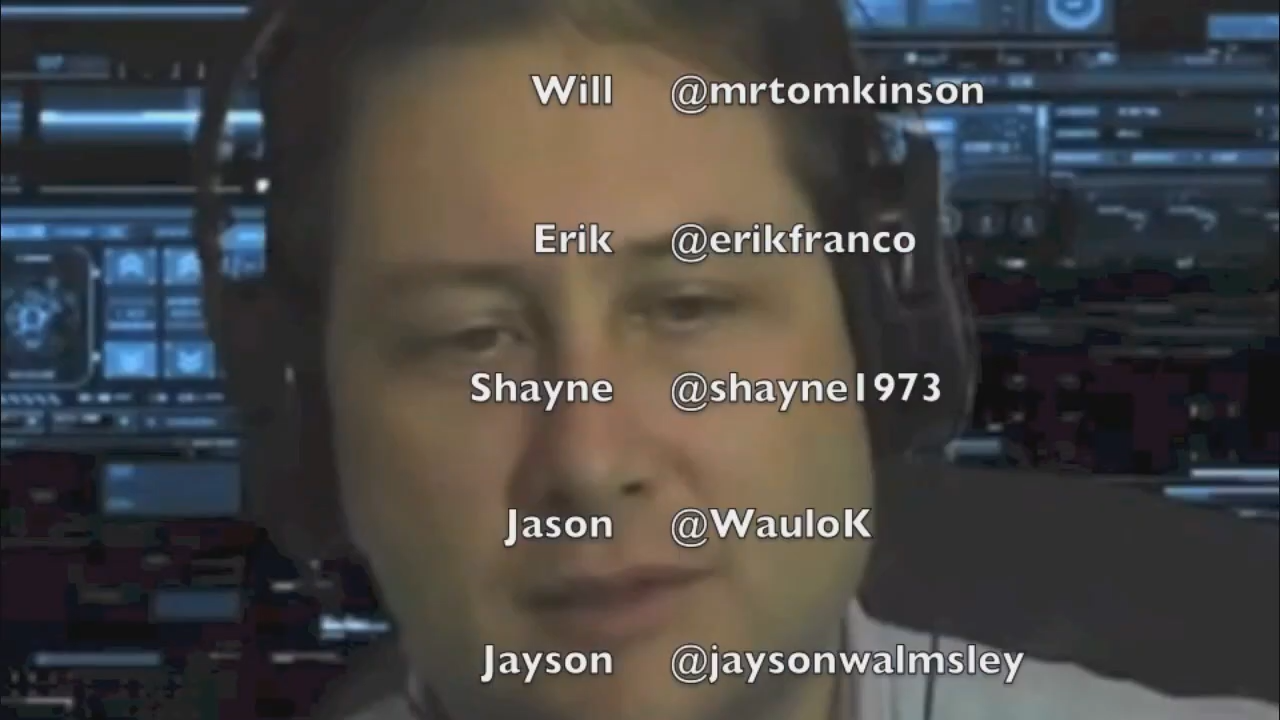 Will @mrtomkinson
Erik @erikfranco
Shayne @shayne1973
Jason @WauloK
Jayson @jaysonwalmsley